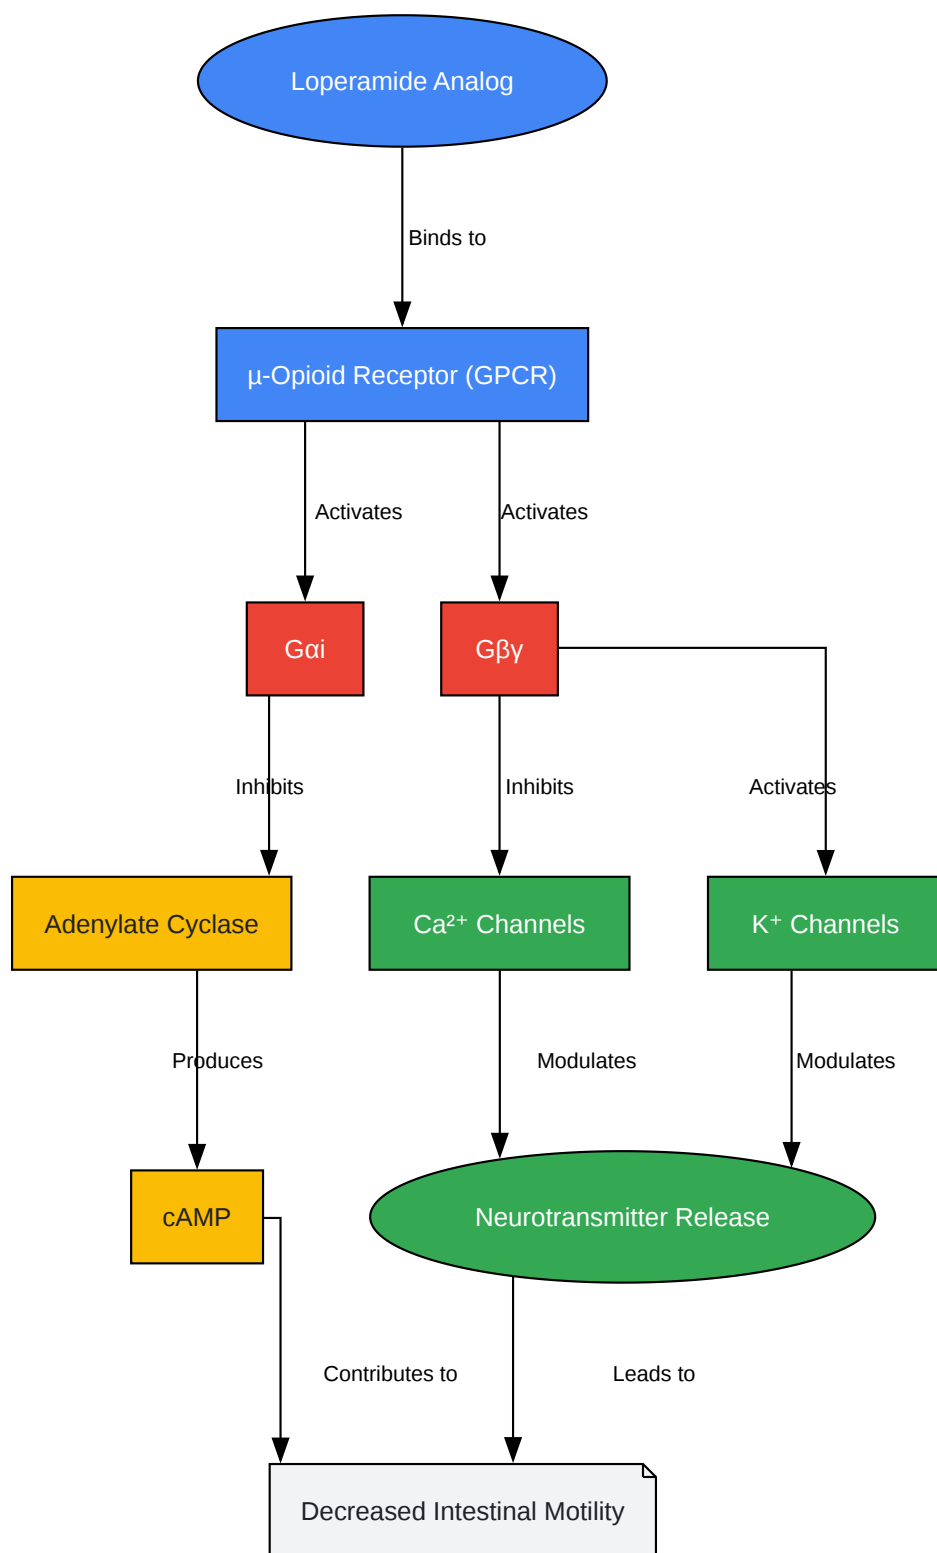 Loperamide Analog
Binds to
µ-Opioid Receptor (GPCR)
Activates
Activates
Gαi
Gβγ
Inhibits
Inhibits
Activates
Adenylate Cyclase
Ca²⁺ Channels
K⁺ Channels
Produces
Modulates
Modulates
cAMP
Neurotransmitter Release
Contributes to
Leads to
Decreased Intestinal Motility